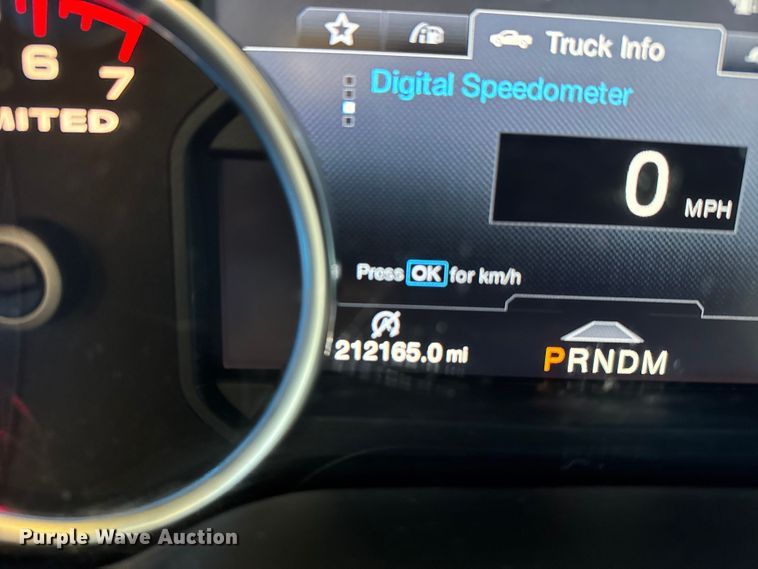 Truck Info
6
7
MITED
Digital Speedometer
0 MPH
Press OK for km/h
212165.0 mi
PRNDM
Purple Wave Auction